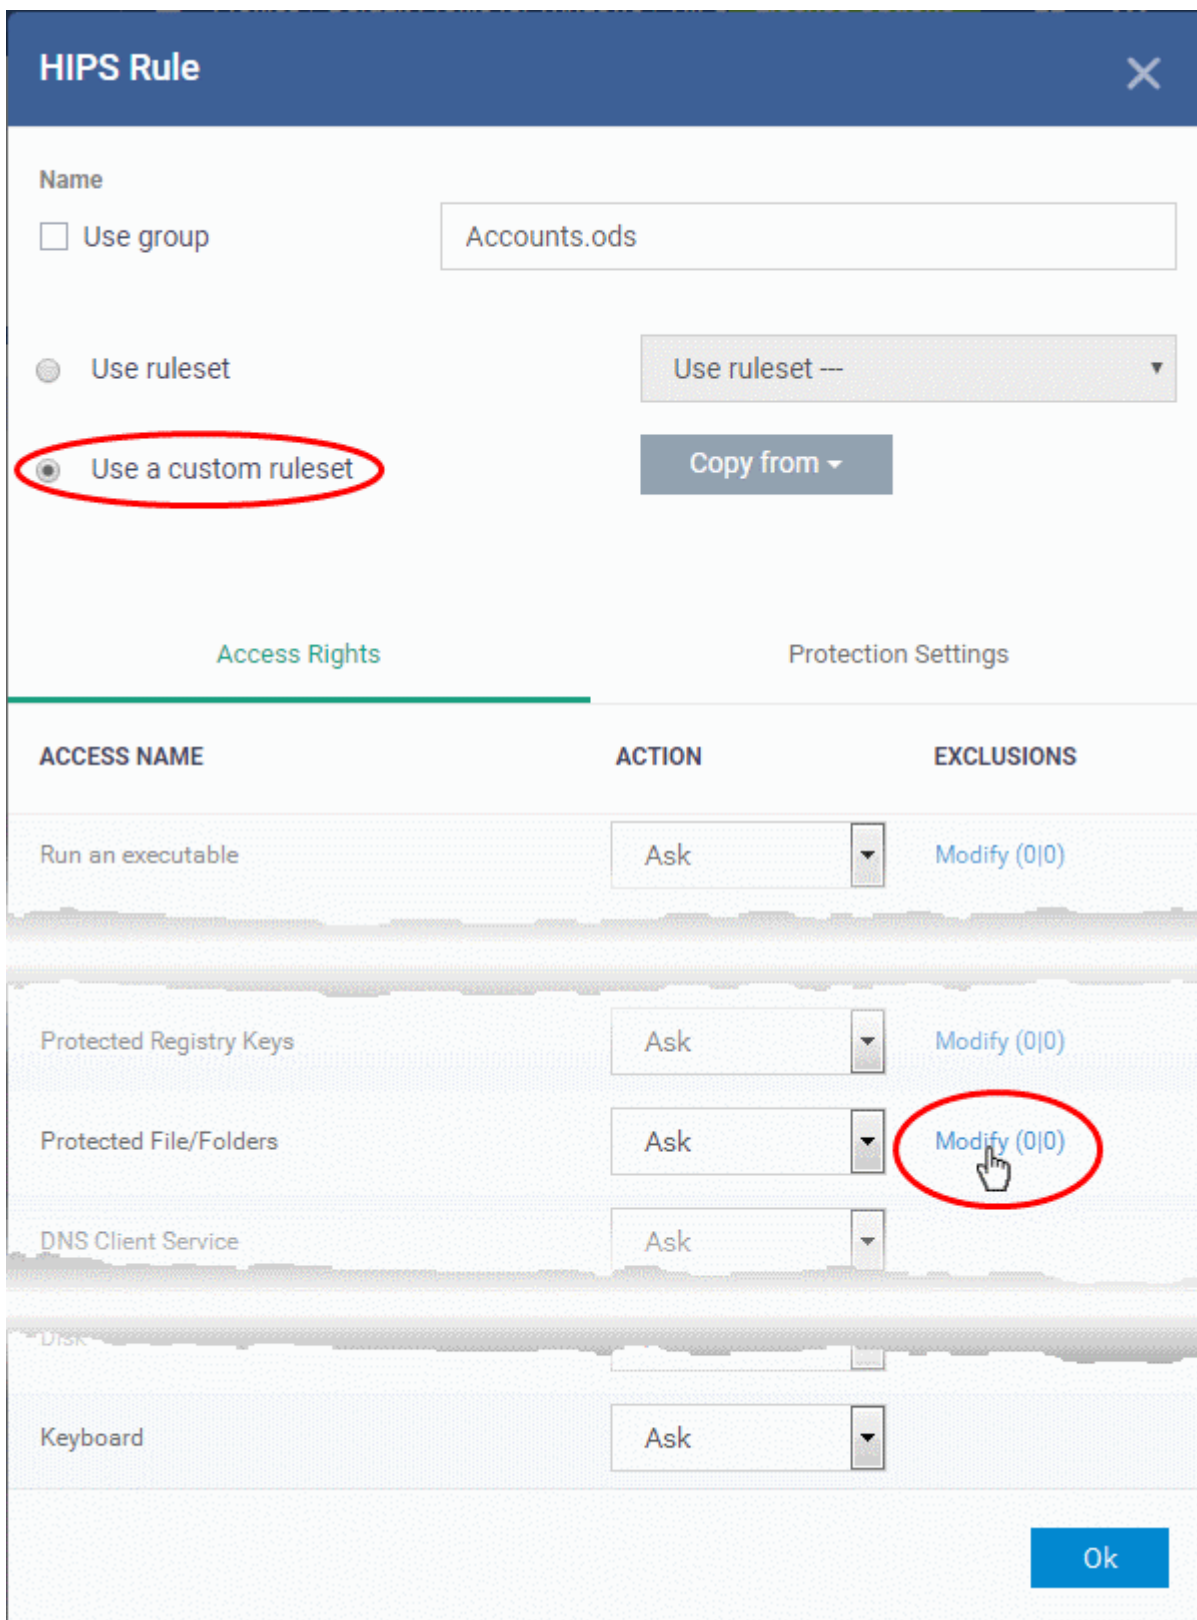 HIPS Rule
Name
Use group
Accounts.ods
Use ruleset
Use ruleset ---
Use a custom ruleset
Copy from
Access Rights
Protection Settings
ACCESS NAME
ACTION
EXCLUSIONS
Run an executable
Ask
Modify (0|0)
Protected Registry Keys
Ask
Modify (0|0)
Protected File/Folders
Ask
Modify (0|0)
DNS Client Service
Ask
Disk
Keyboard
Ask
Ok